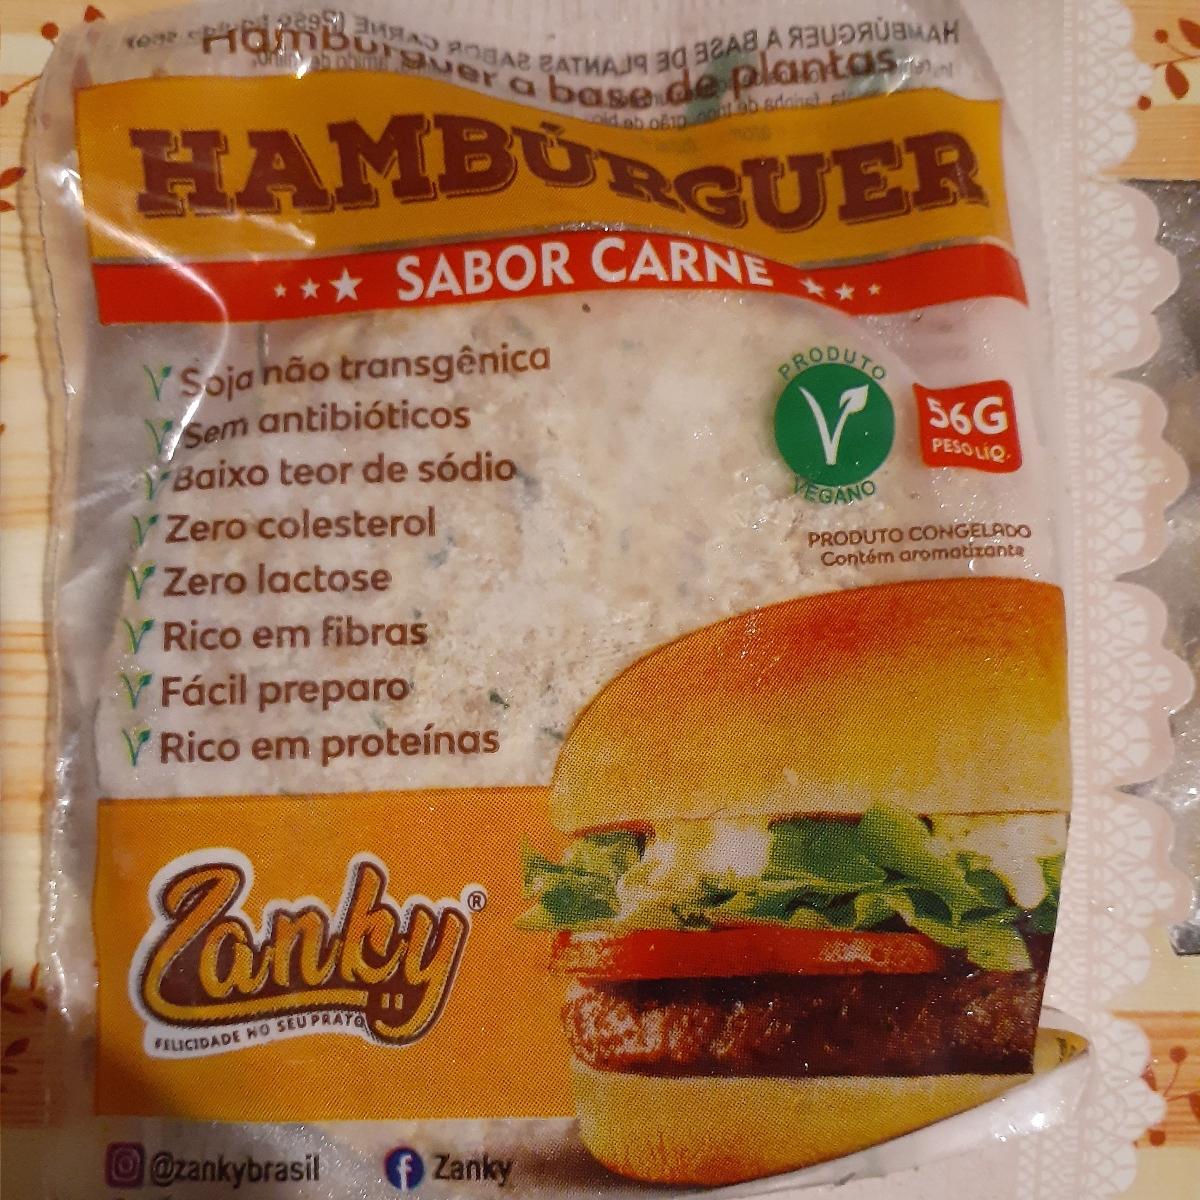 HAMBÚRGUER A BASE DE PLANTAS SABOR CARNE
Hambúrguer a base de plantas
HAMBÚRGUER
SABOR CARNE
Soja não transgênica
Sem antibióticos
Baixo teor de sódio
Zero colesterol
Zero lactose
Rico em fibras
Fácil preparo
Rico em proteínas
PRODUTO
VEGANO
56G
PESO LÍQ.
PRODUTO CONGELADO
Contém aromatizante
Zanky®
FELICIDADE NO SEU PRATO
@zankybrasil
Zanky